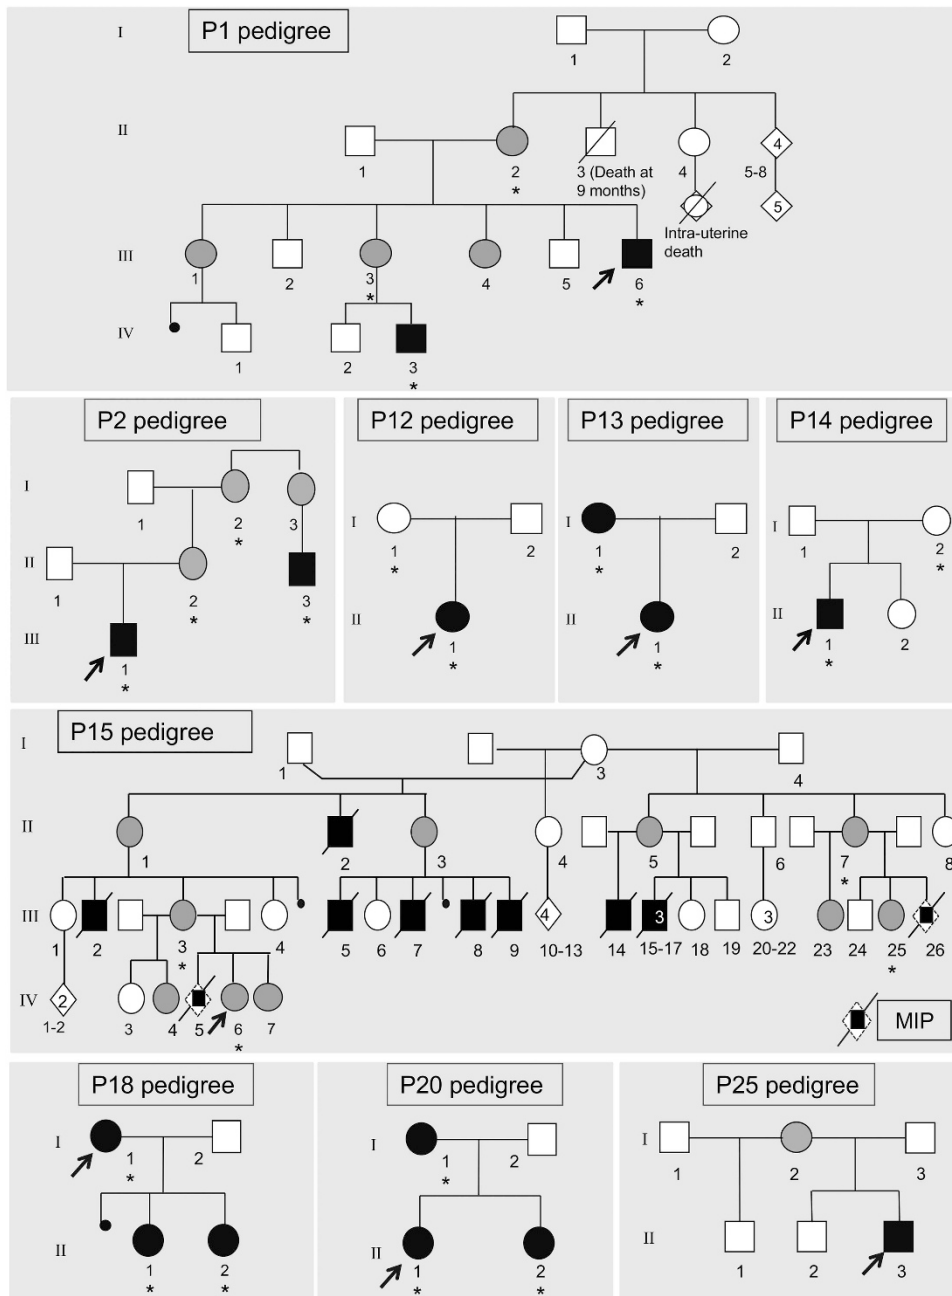 P1 pedigree
I
1 2
II
4
1 2 3 (Death at 4 5-8
* 9 months) 5
Intra-uterine
death
III
1 2 3 4 5 6
* *
IV
1 2 3
*
P2 pedigree
I
1 2 3
*
II
1 2 3
* *
III
1
*
P12 pedigree
I
1 2
*
II
1
*
P13 pedigree
I
1 2
*
II
1
*
P14 pedigree
I
1 2
*
II
1 2
*
P15 pedigree
I
1 3 4
II
1 2 3 4 5 6 7 8
*
III
4 3 3
1 2 3 4 5 6 7 8 9 10-13 14 15-17 18 19 20-22 23 24 25 26
* *
IV
2
1-2 3 4 5 6 7
*
MIP
P18 pedigree
I
1 2
*
II
1 2
* *
P20 pedigree
I
1 2
*
II
1 2
* *
P25 pedigree
I
1 2 3
II
1 2 3